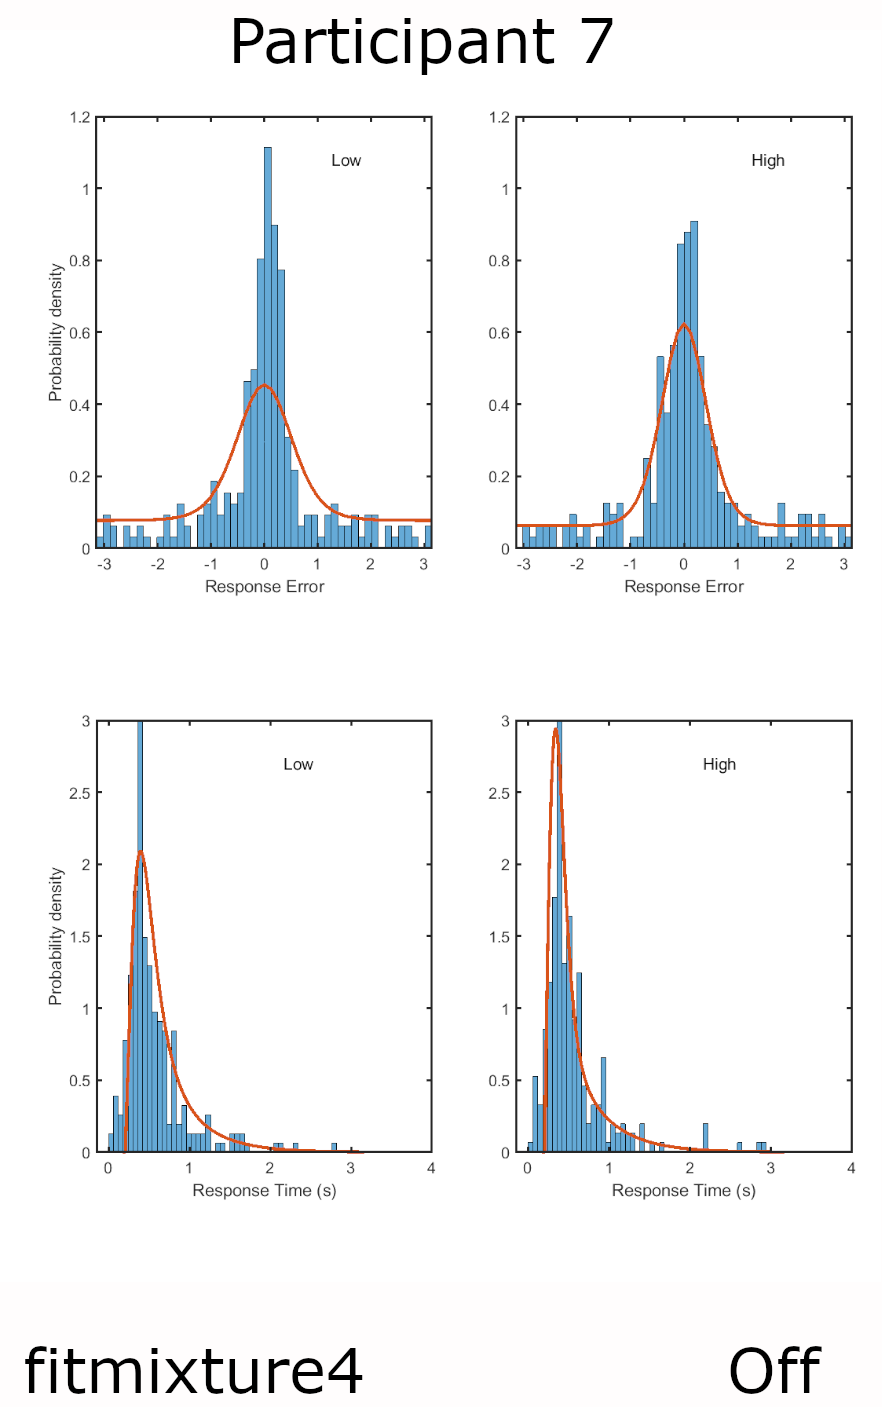 Participant 7
1.2
1
0.8
0.6
0.4
0.2
0
Probability density
Low
-3 -2 -1 0 1 2 3
Response Error
1.2
1
0.8
0.6
0.4
0.2
0
High
-3 -2 -1 0 1 2 3
Response Error
3
2.5
2
1.5
1
0.5
0
Probability density
Low
0 1 2 3 4
Response Time (s)
3
2.5
2
1.5
1
0.5
0
High
0 1 2 3 4
Response Time (s)
fitmixture4 Off